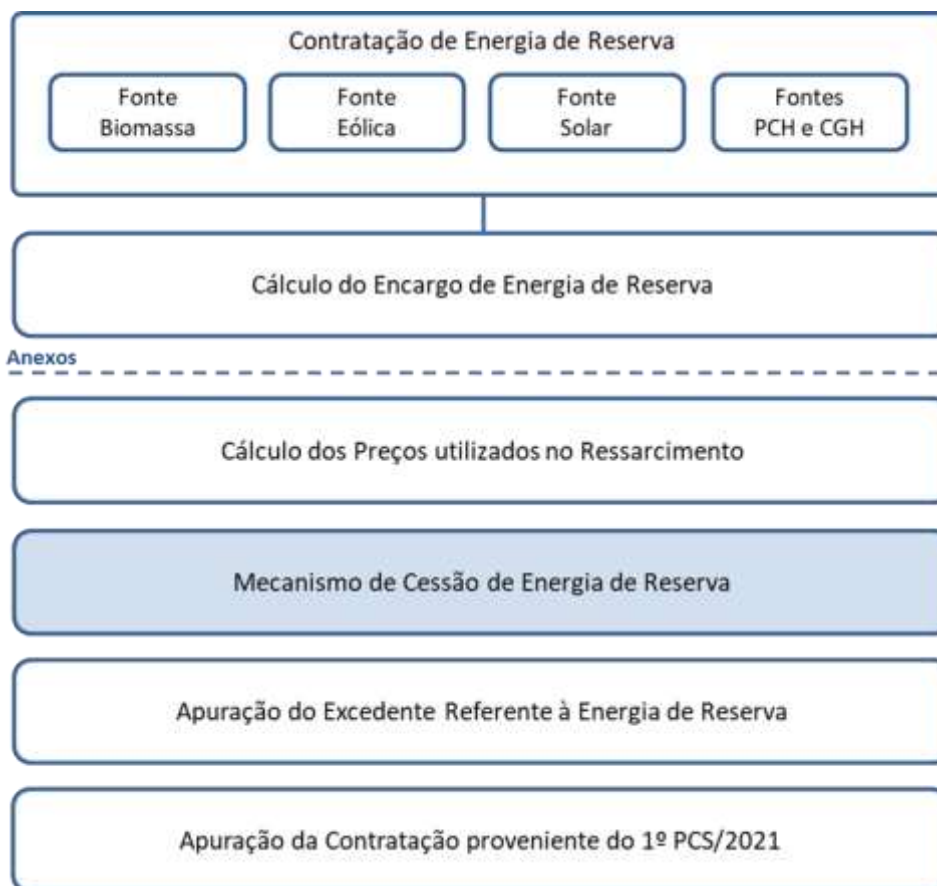 Contratação de Energia de Reserva
Fonte
Biomassa
Fonte
Eólica
Fonte
Solar
Fontes
PCH e CGH
Cálculo do Encargo de Energia de Reserva
Anexos
Cálculo dos Preços utilizados no Ressarcimento
Mecanismo de Cessão de Energia de Reserva
Apuração do Excedente Referente à Energia de Reserva
Apuração da Contratação proveniente do 1º PCS/2021